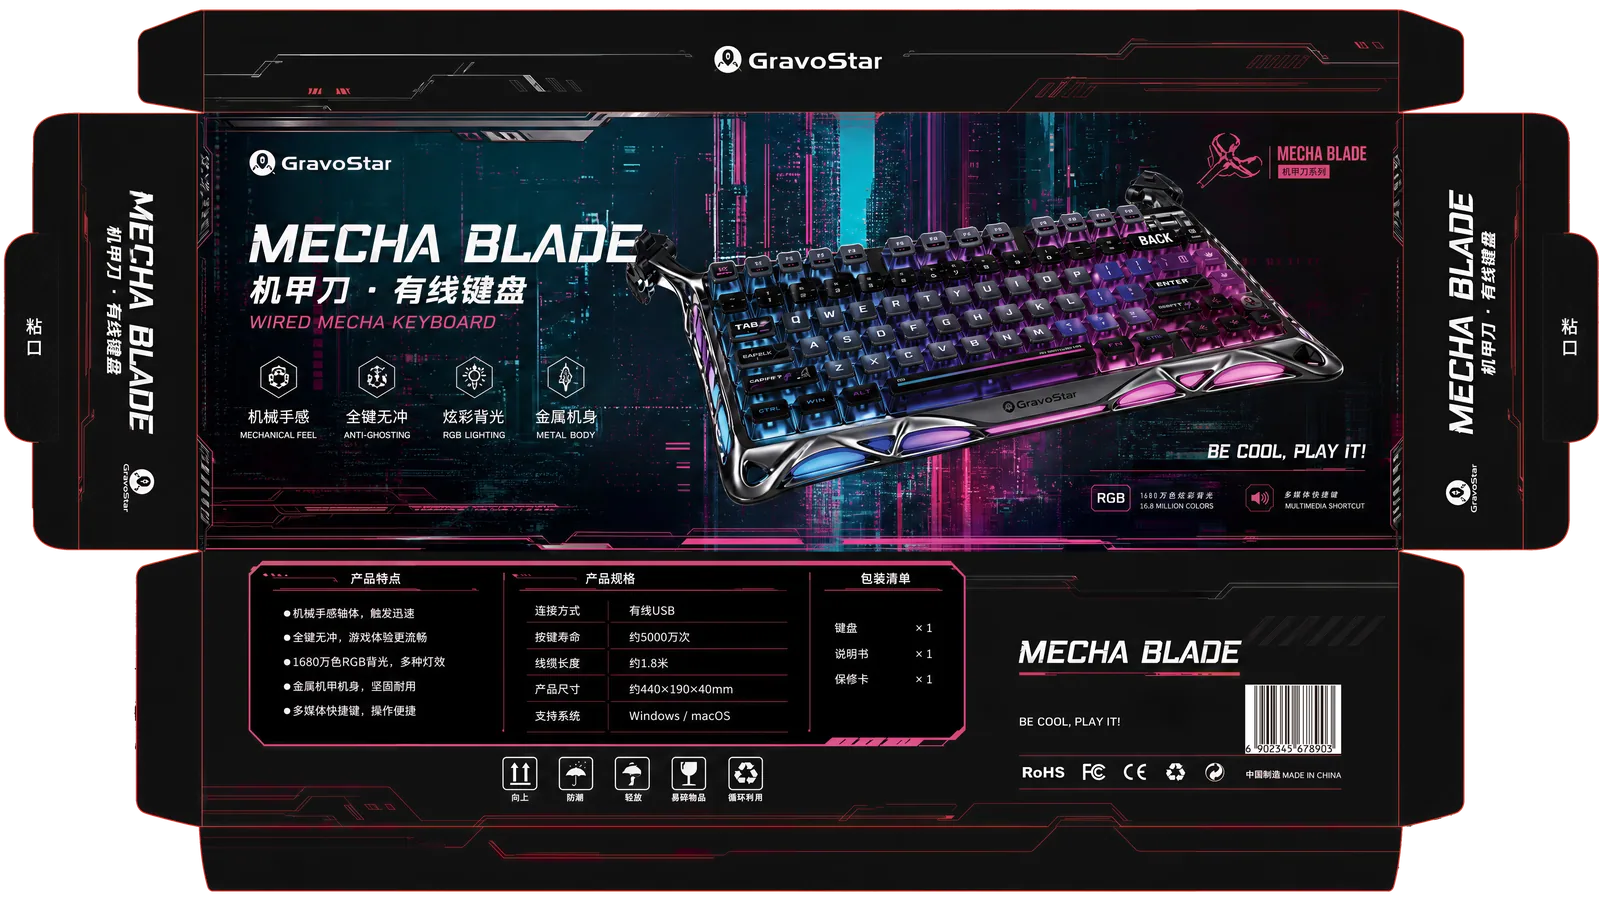 GravoStar
粘口
MECHA BLADE
机甲刀 · 有线键盘
GravoStar
GravoStar
MECHA BLADE
机甲刀 · 有线键盘
WIRED MECHA KEYBOARD
机械手感
MECHANICAL FEEL
全键无冲
ANTI-GHOSTING
炫彩背光
RGB LIGHTING
金属机身
METAL BODY
MECHA BLADE
机甲刀系列
BACK
Q W E R T Y U I O P
TAB
ENTER
A S D F G H J K L
Z X C V B N M
CTRL WIN ALT
GravoStar
BE COOL, PLAY IT!
RGB
1680万色炫彩背光
16.8 MILLION COLORS
多媒体快捷键
MULTIMEDIA SHORTCUT
MECHA BLADE
机甲刀 · 有线键盘
GravoStar
粘口
产品特点
●机械手感轴体，触发迅速
●全键无冲，游戏体验更流畅
●1680万色RGB背光，多种灯效
●金属机甲机身，坚固耐用
●多媒体快捷键，操作便捷
产品规格
连接方式 有线USB
按键寿命 约5000万次
线缆长度 约1.8米
产品尺寸 约440×190×40mm
支持系统 Windows / macOS
包装清单
键盘 × 1
说明书 × 1
保修卡 × 1
向上
防潮
轻放
易碎物品
循环利用
MECHA BLADE
BE COOL, PLAY IT!
6 902345 678903
RoHS FC CE
中国制造 MADE IN CHINA